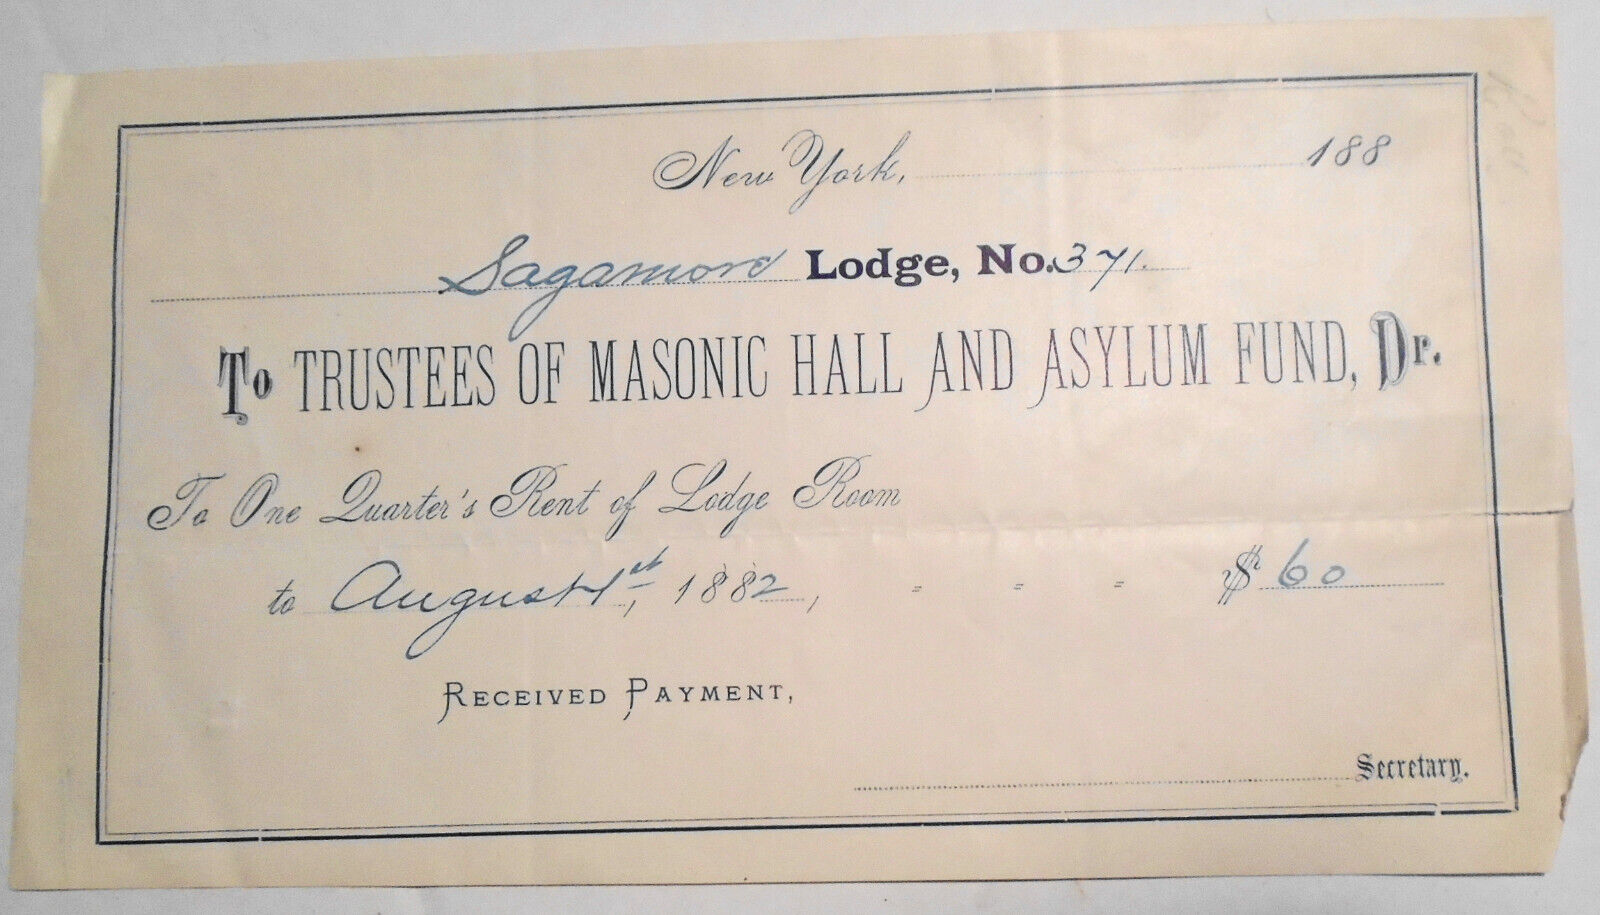 New York, 188
Sagamore Lodge, No. 371.
To TRUSTEES OF MASONIC HALL AND ASYLUM FUND, Dr.
To One Quarter's Rent of Lodge Room
to August 1st, 1882, = = = $ 60
RECEIVED PAYMENT,
Secretary.